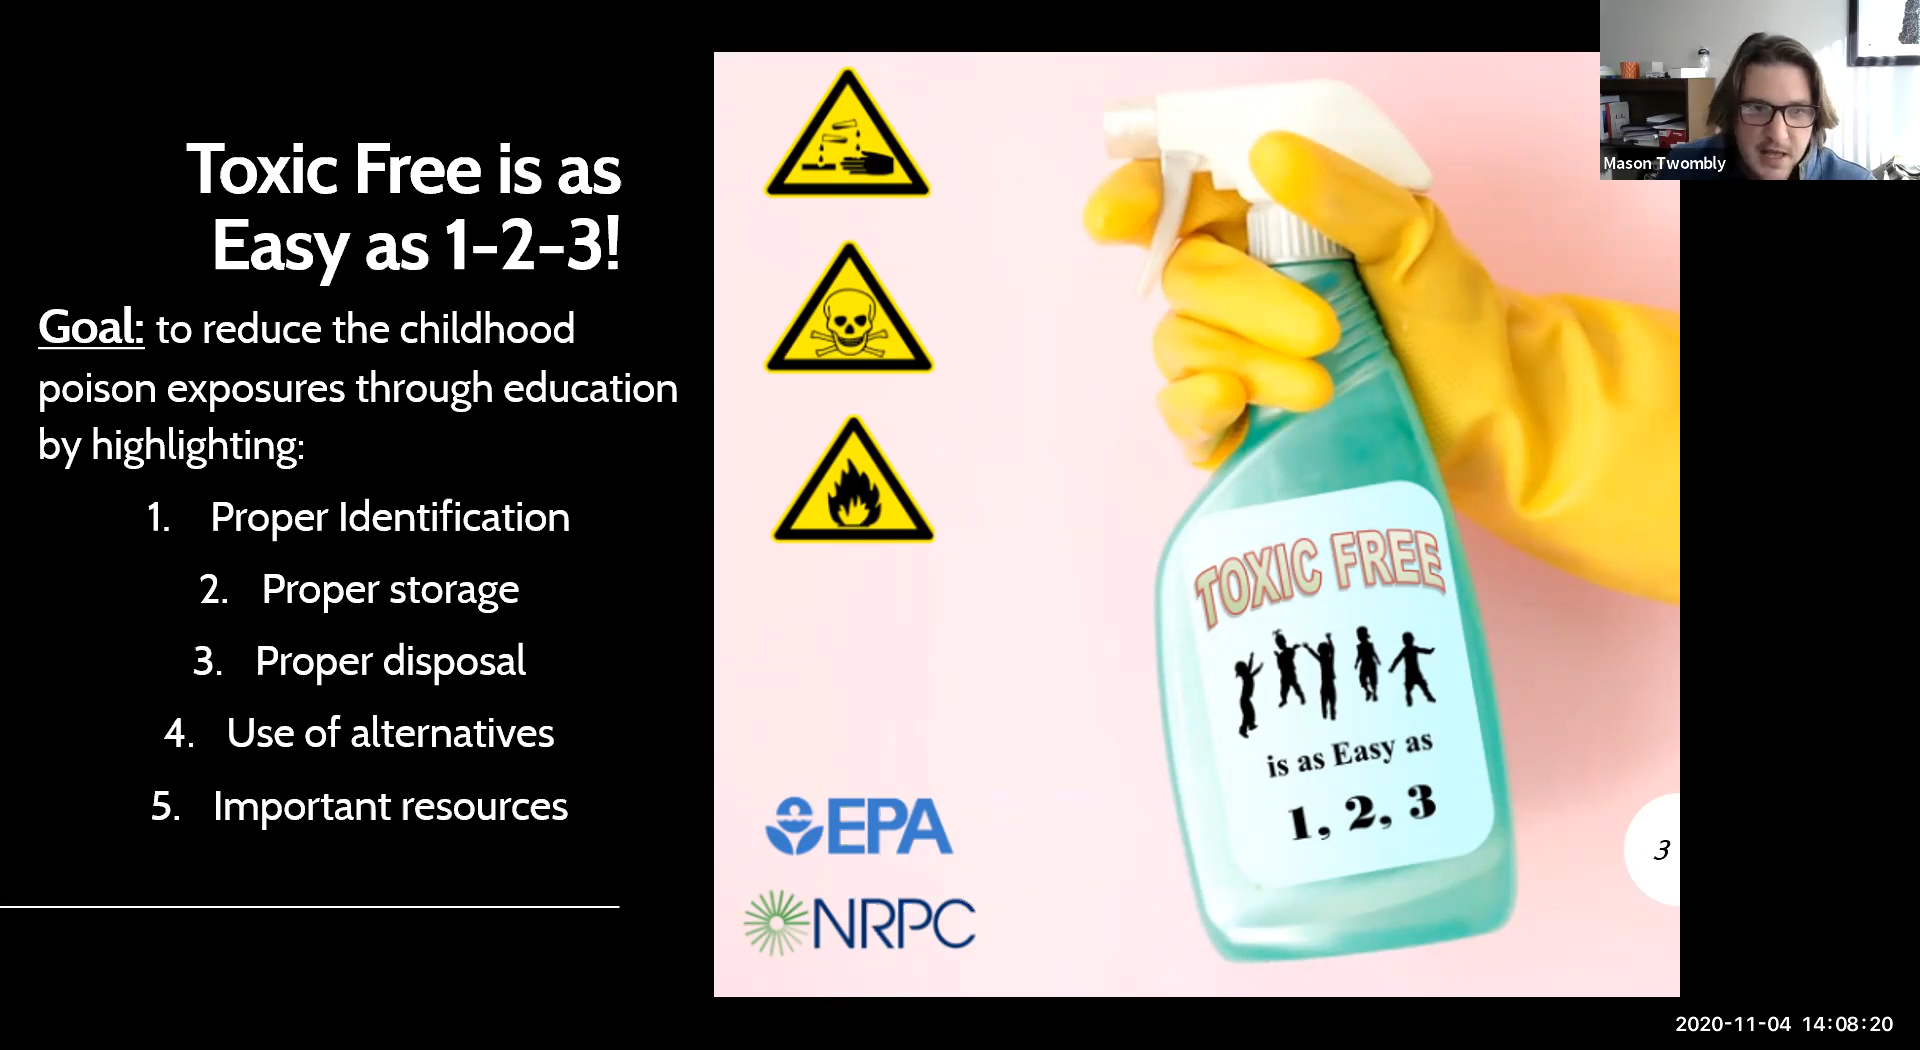 Toxic Free is as
Easy as 1-2-3!
Goal: to reduce the childhood
poison exposures through education
by highlighting:
1. Proper Identification
2. Proper storage
3. Proper disposal
4. Use of alternatives
5. Important resources
EPA
NRPC
TOXIC FREE
is as Easy as
1, 2, 3
3
Mason Twombly
2020-11-04 14:08:20